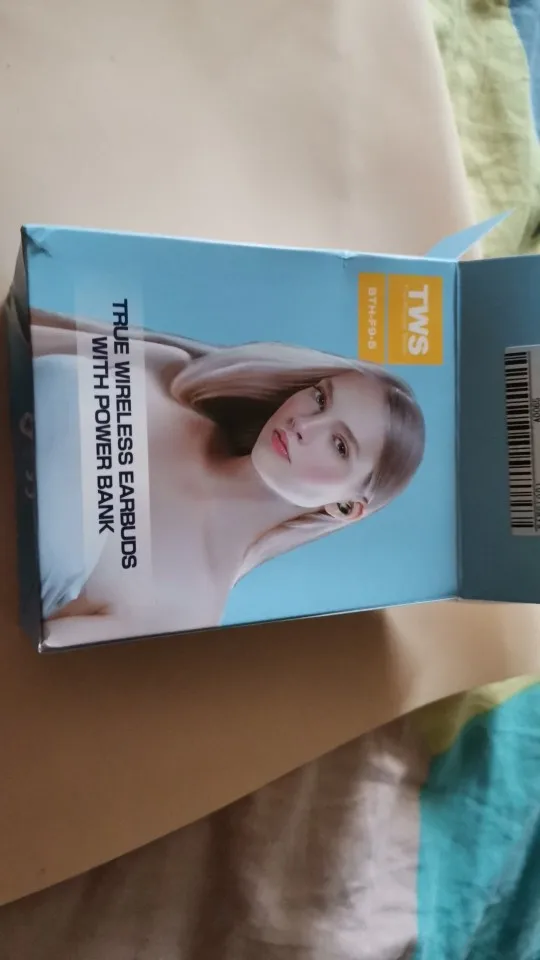 TWS
BTH-F9-5
TRUE WIRELESS EARBUDS
WITH POWER BANK